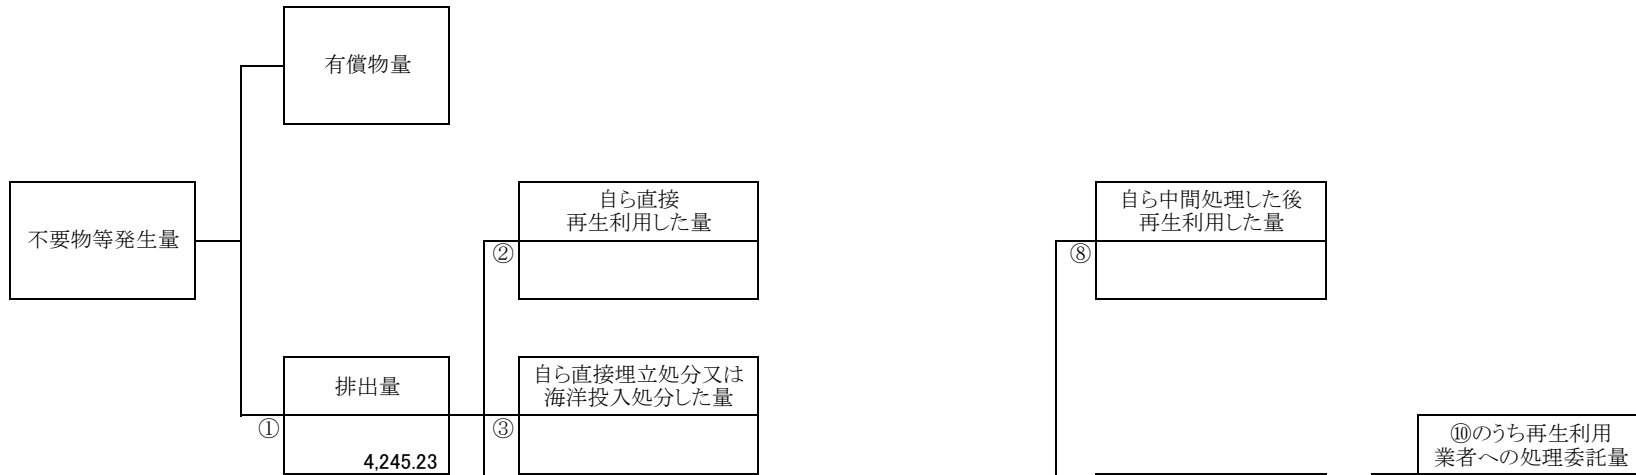 有償物量
不要物等発生量
自ら直接
再生利用した量
②
自ら中間処理した後
再生利用した量
⑧
排出量
①
4,245.23
自ら直接埋立処分又は
海洋投入処分した量
③
⑩のうち再生利用
業者への処理委託量